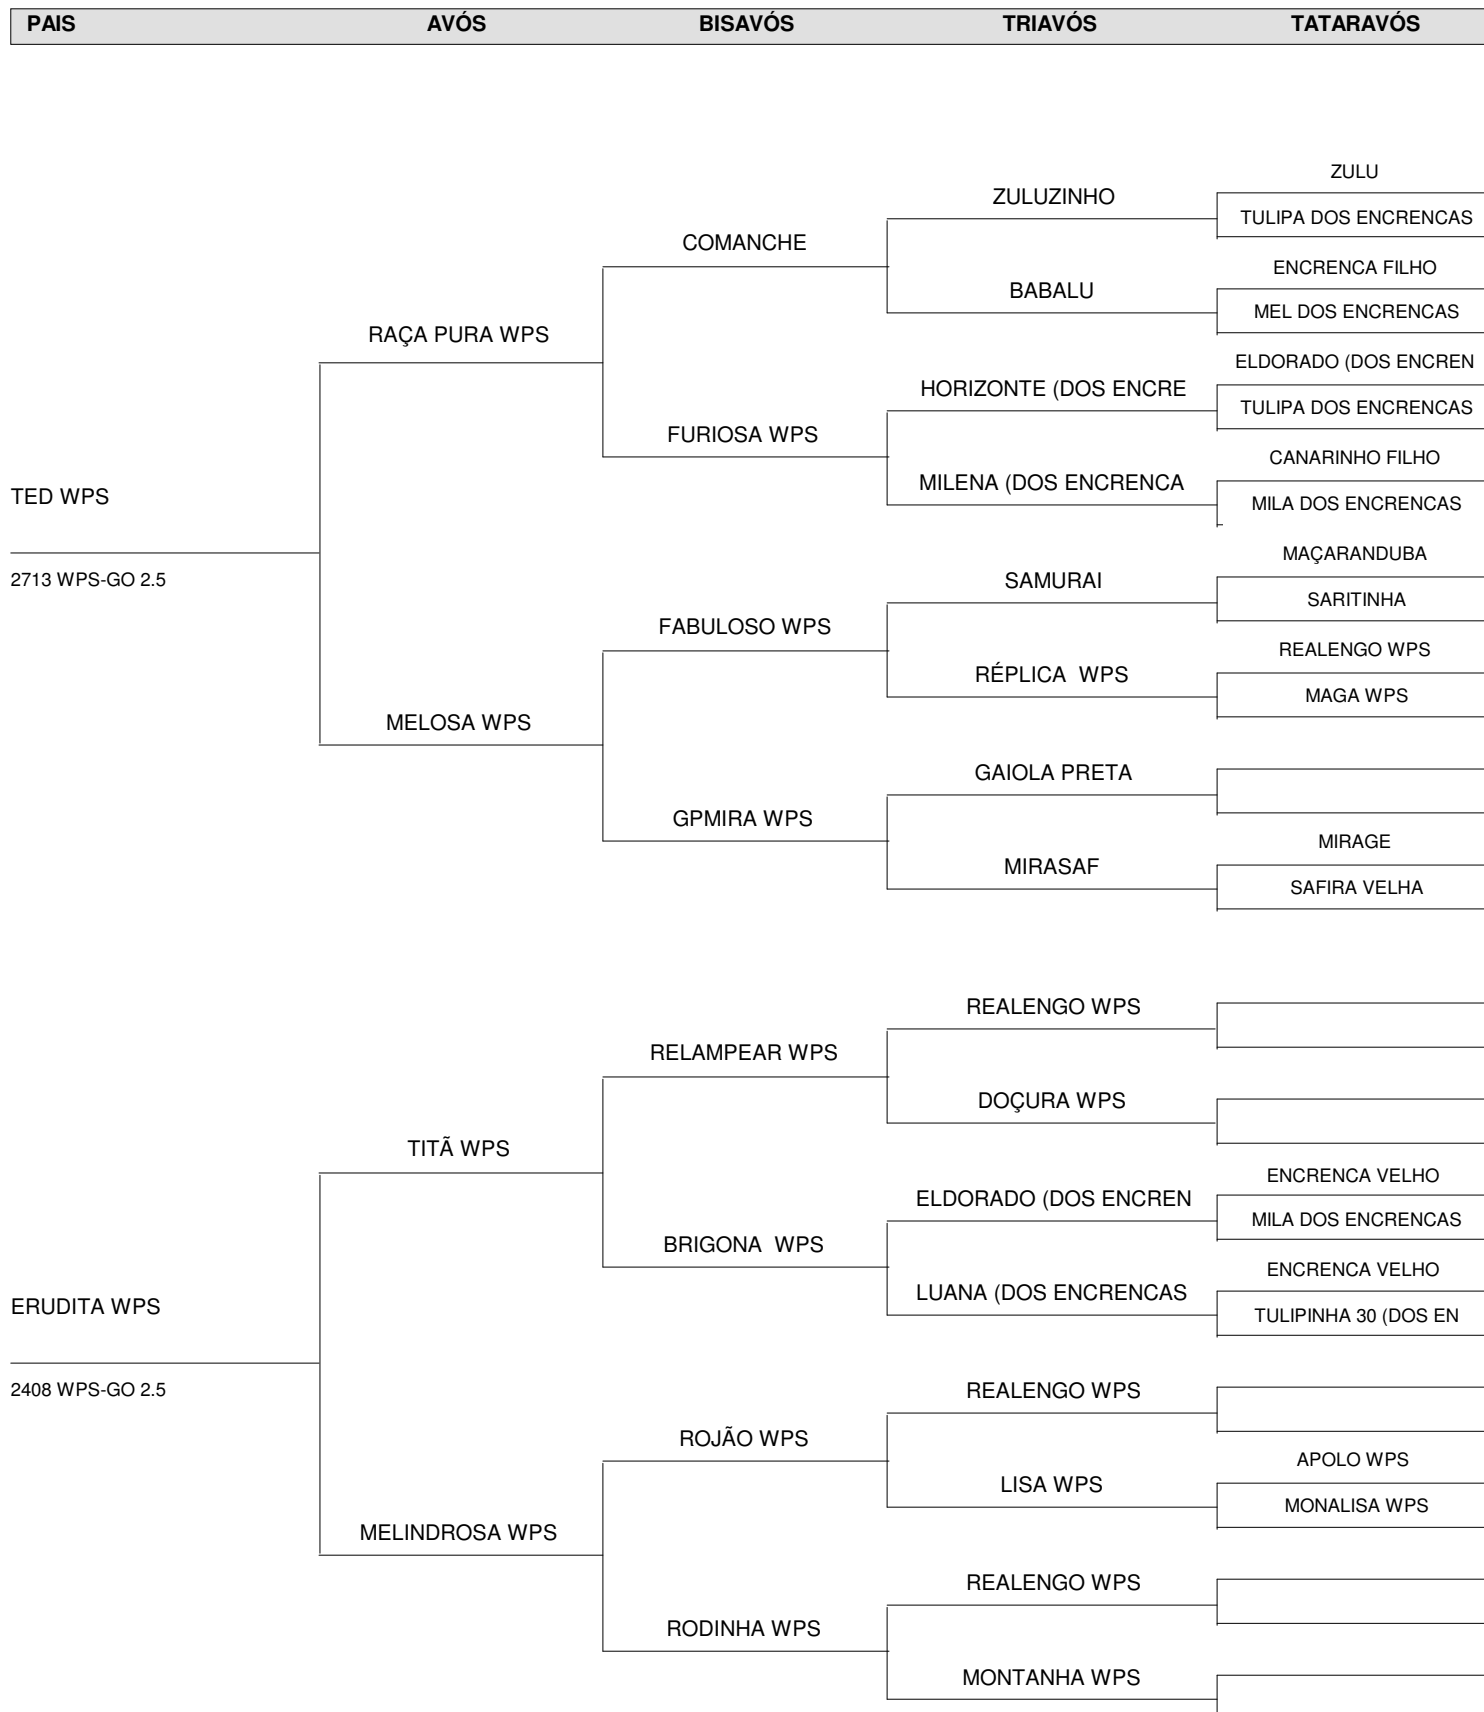 PAIS AVÓS BISAVÓS TRIAVÓS TATARAVÓS
ZULU
ZULUZINHO
TULIPA DOS ENCRENCAS
COMANCHE
ENCRENCA FILHO
BABALU
MEL DOS ENCRENCAS
RAÇA PURA WPS
ELDORADO (DOS ENCREN
HORIZONTE (DOS ENCRE
TULIPA DOS ENCRENCAS
FURIOSA WPS
CANARINHO FILHO
MILENA (DOS ENCRENCA
TED WPS
MILA DOS ENCRENCAS
MAÇARANDUBA
2713 WPS-GO 2.5
SAMURAI
SARITINHA
FABULOSO WPS
REALENGO WPS
RÉPLICA  WPS
MAGA WPS
MELOSA WPS
GAIOLA PRETA
GPMIRA WPS
MIRAGE
MIRASAF
SAFIRA VELHA
REALENGO WPS
RELAMPEAR WPS
DOÇURA WPS
TITÃ WPS
ENCRENCA VELHO
ELDORADO (DOS ENCREN
MILA DOS ENCRENCAS
BRIGONA  WPS
ENCRENCA VELHO
LUANA (DOS ENCRENCAS
ERUDITA WPS
TULIPINHA 30 (DOS EN
2408 WPS-GO 2.5
REALENGO WPS
ROJÃO WPS
APOLO WPS
LISA WPS
MONALISA WPS
MELINDROSA WPS
REALENGO WPS
RODINHA WPS
MONTANHA WPS